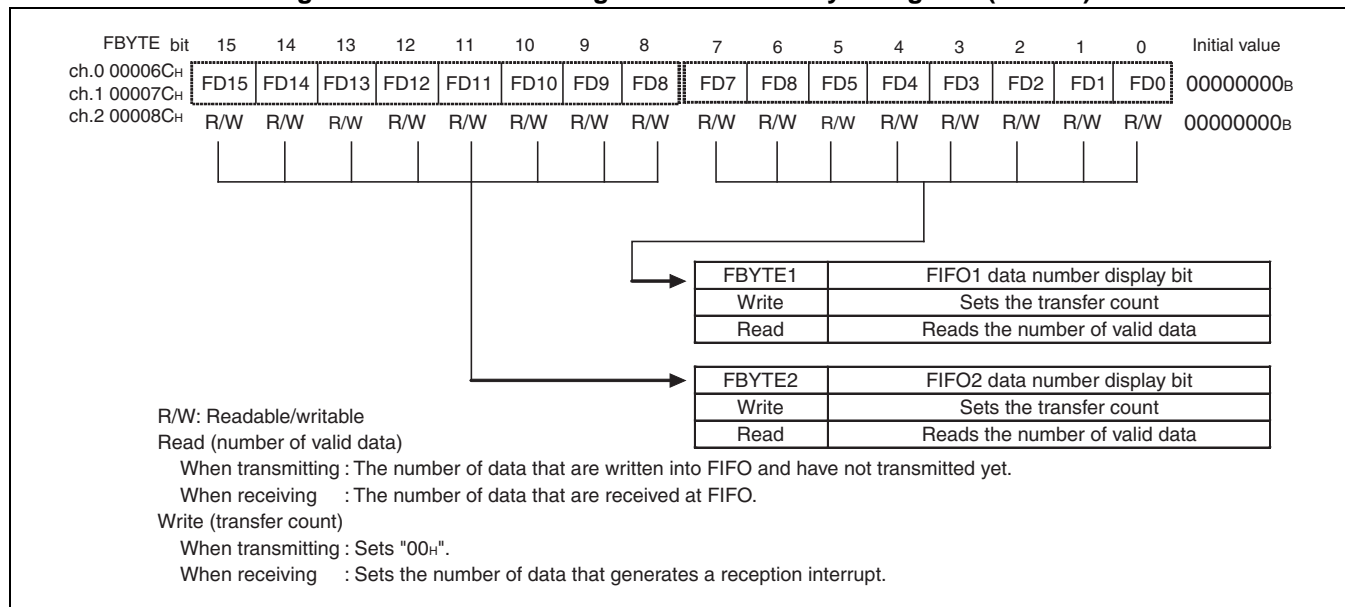 FBYTE bit 15 14 13 12 11 10 9 8 7 6 5 4 3 2 1 0 Initial value
ch.0 00006CH
ch.1 00007CH
ch.2 00008CH
FD15 FD14 FD13 FD12 FD11 FD10 FD9 FD8 FD7 FD8 FD5 FD4 FD3 FD2 FD1 FD0 00000000B
R/W R/W R/W R/W R/W R/W R/W R/W R/W R/W R/W R/W R/W R/W R/W R/W 00000000B
FBYTE1 FIFO1 data number display bit
Write Sets the transfer count
Read Reads the number of valid data
FBYTE2 FIFO2 data number display bit
Write Sets the transfer count
Read Reads the number of valid data
R/W: Readable/writable
Read (number of valid data)
When transmitting : The number of data that are written into FIFO and have not transmitted yet.
When receiving : The number of data that are received at FIFO.
Write (transfer count)
When transmitting : Sets "00H".
When receiving : Sets the number of data that generates a reception interrupt.